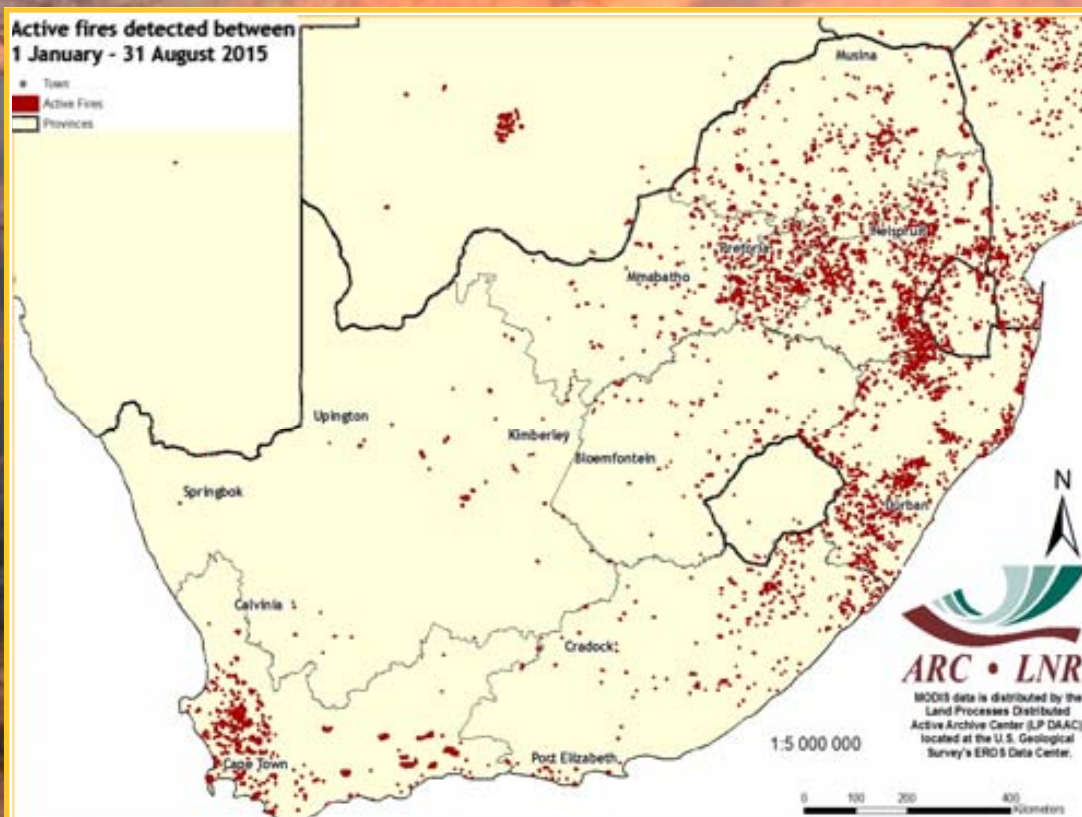 Active fires detected between
1 January - 31 August 2015
Town
Active Fires
Provinces
Musina
Nelspruit
Pretoria
Mmabatho
Upington
Kimberley
Bloemfontein
Springbok
Durban
N
Calvinia
Cradock
ARC • LNR
MODIS data is distributed by the
Land Processes Distributed
Active Archive Center (LP DAAC)
located at the U.S. Geological
Survey's EROS Data Center.
1:5 000 000
Port Elizabeth
Cape Town
0 100 200 400
Kilometers